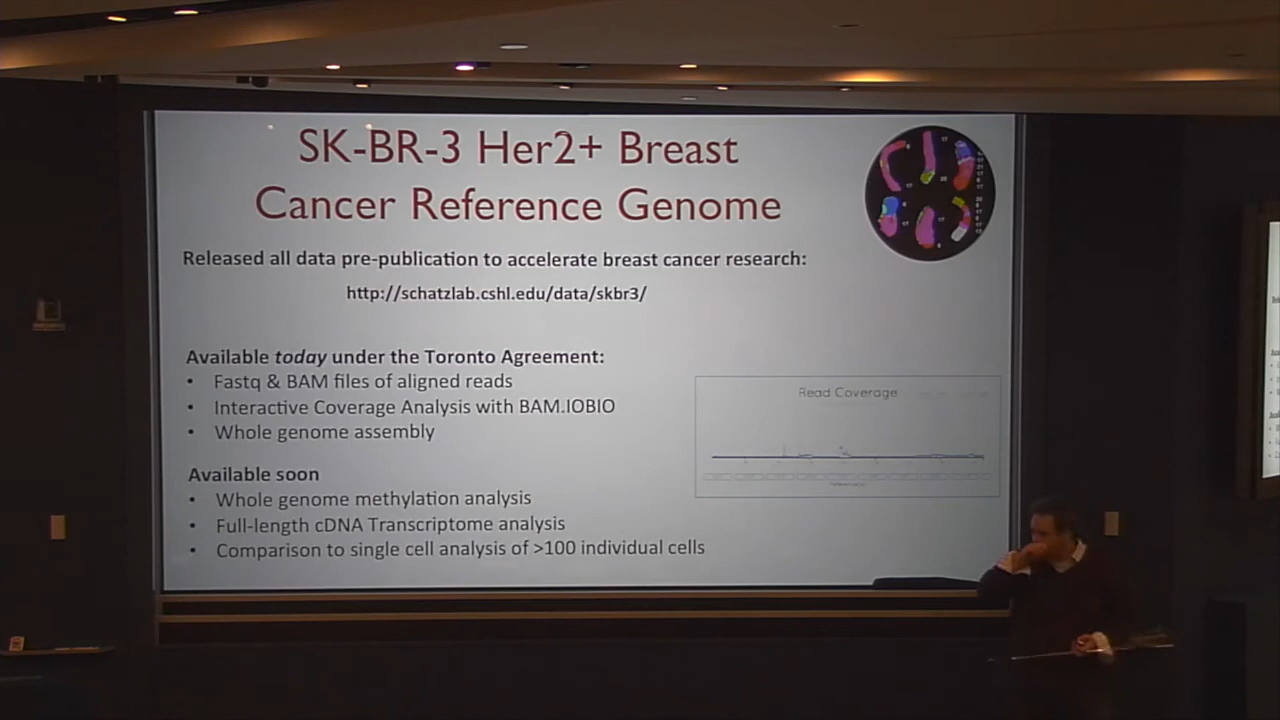 SK-BR-3 Her2+ Breast
Cancer Reference Genome
Released all data pre-publication to accelerate breast cancer research:
http://schatzlab.cshl.edu/data/skbr3/
Available today under the Toronto Agreement:
• Fastq & BAM files of aligned reads
• Interactive Coverage Analysis with BAM.IOBIO
• Whole genome assembly
Read Coverage
Available soon
• Whole genome methylation analysis
• Full-length cDNA Transcriptome analysis
• Comparison to single cell analysis of >100 individual cells